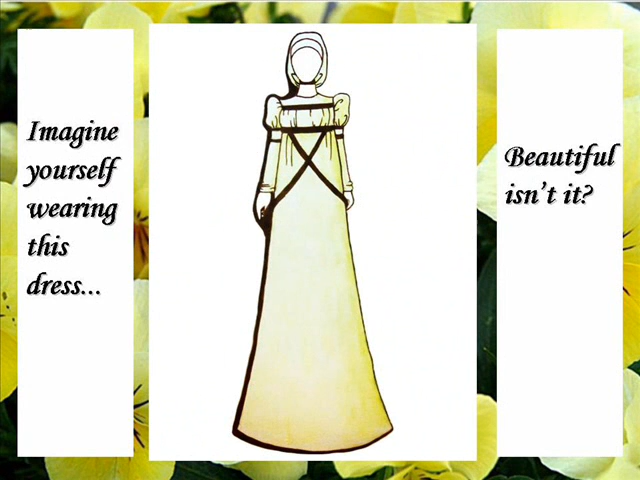 Imagine
yourself
wearing
this
dress...
Beautiful
isn't it?